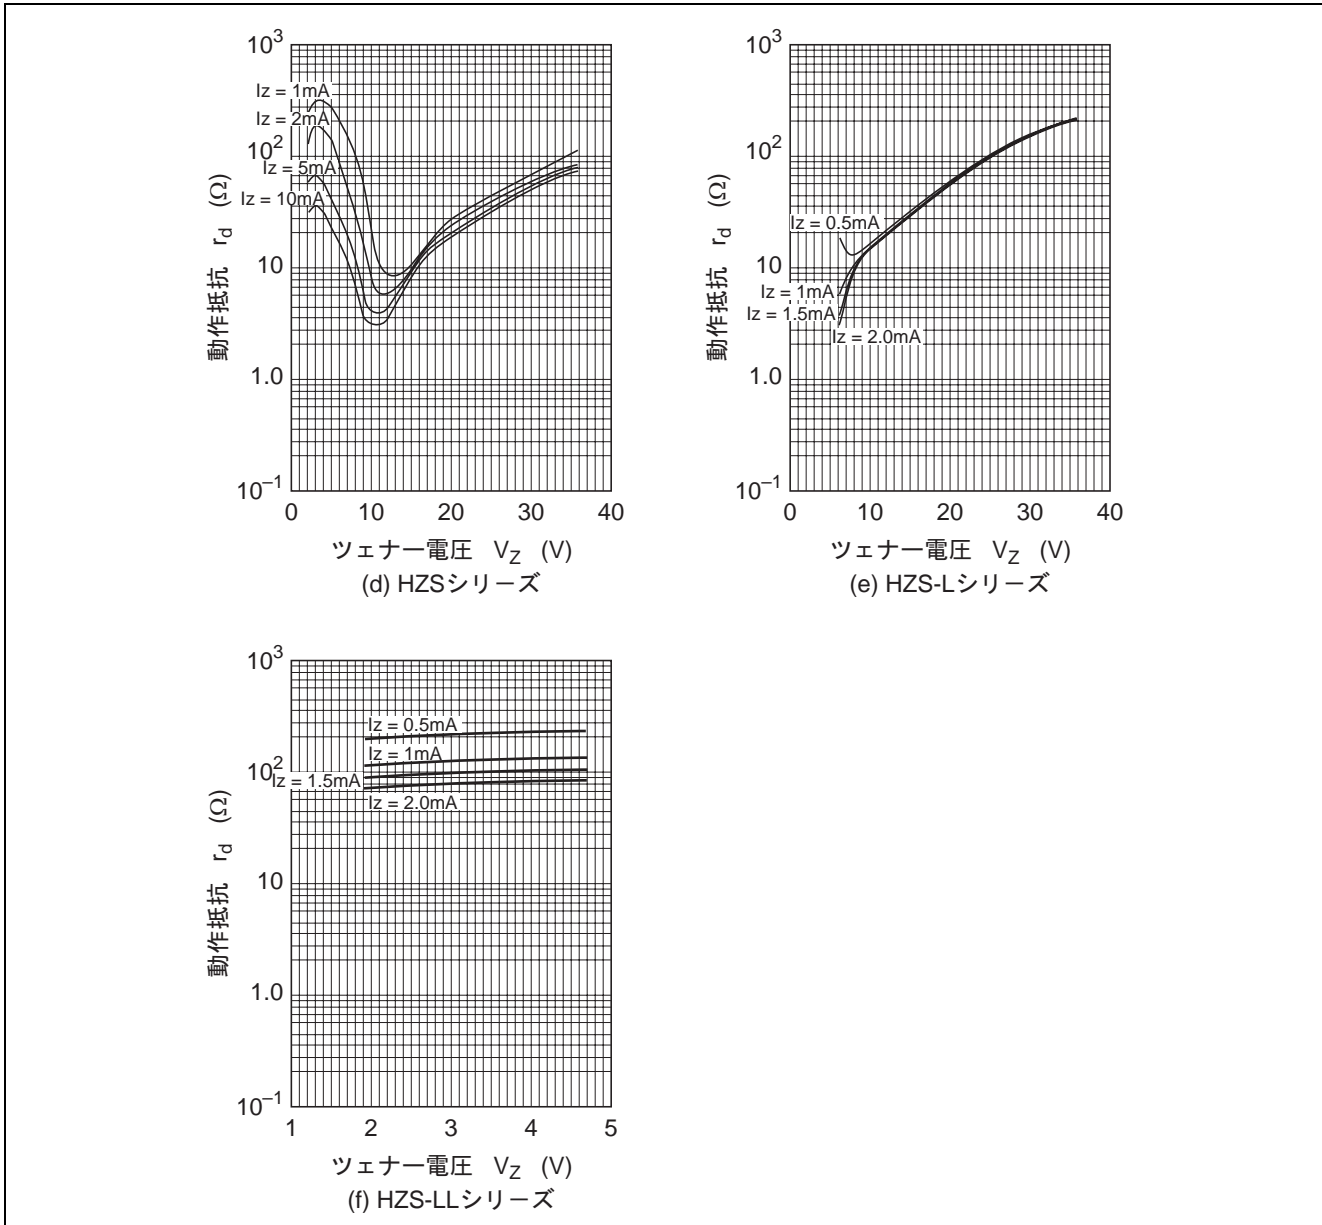 10³
Iz = 1mA
Iz = 2mA
10²
Iz = 5mA
Iz = 10mA
10
1.0
10⁻¹
0 10 20 30 40
動作抵抗 r_d (Ω)
ツェナー電圧 V_Z (V)
(d) HZSシリーズ
10³
10²
Iz = 0.5mA
10
Iz = 1mA
Iz = 1.5mA
Iz = 2.0mA
1.0
10⁻¹
0 10 20 30 40
動作抵抗 r_d (Ω)
ツェナー電圧 V_Z (V)
(e) HZS-Lシリーズ
10³
Iz = 0.5mA
Iz = 1mA
10²
Iz = 1.5mA
Iz = 2.0mA
10
1.0
10⁻¹
1 2 3 4 5
動作抵抗 r_d (Ω)
ツェナー電圧 V_Z (V)
(f) HZS-LLシリーズ